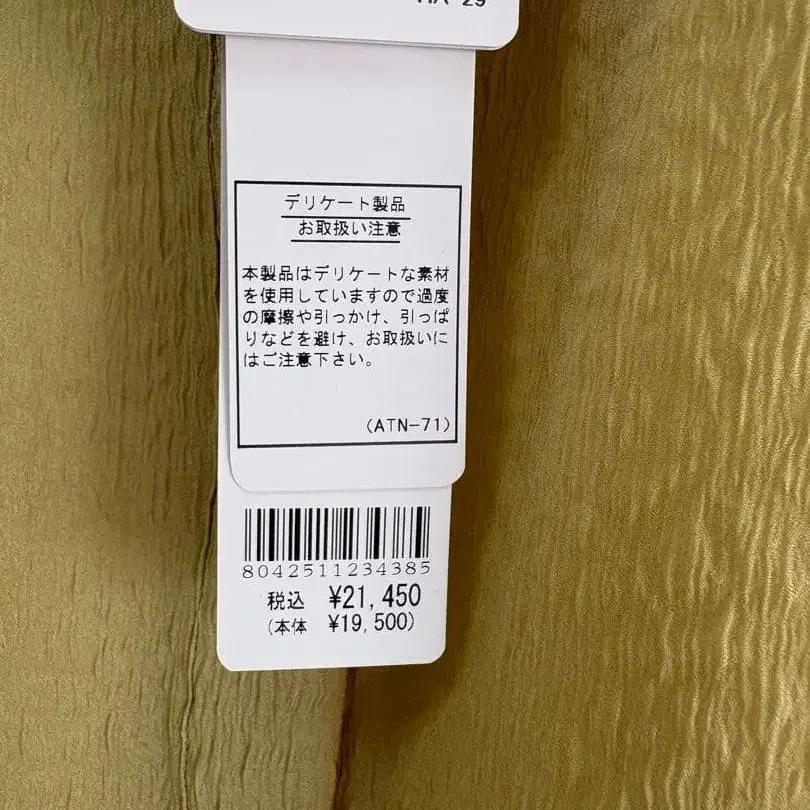 デリケート製品
お取扱い注意
本製品はデリケートな素材
を使用していますので過度
の摩擦や引っかけ、引っぱ
りなどを避け、お取扱いに
はご注意下さい。
(ATN-71)
8042511234385
税込 ¥21,450
(本体 ¥19,500)